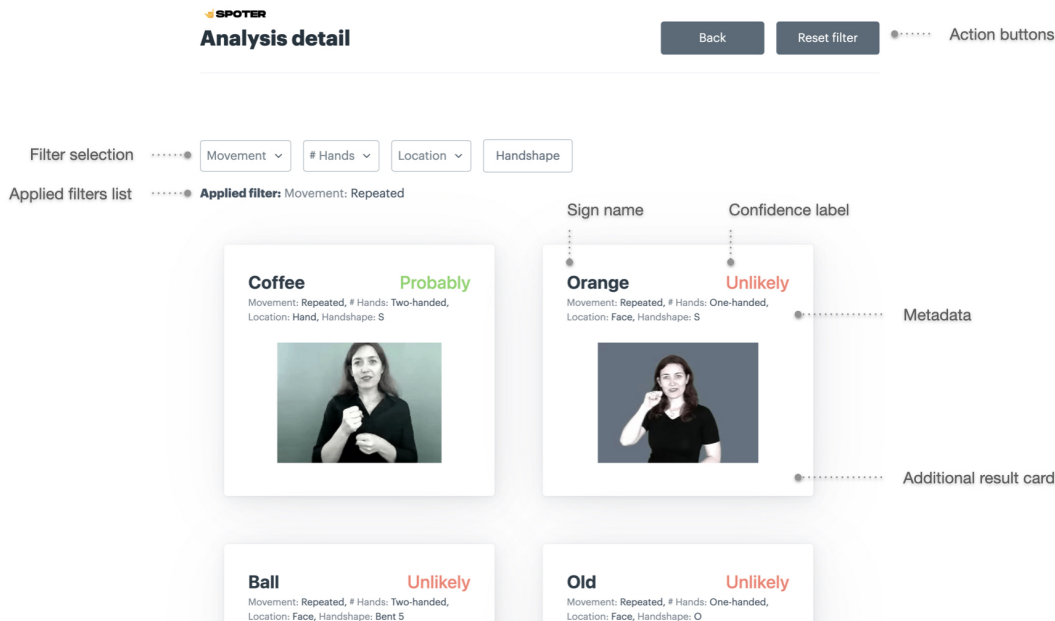 SPOTER
Analysis detail
Back
Reset filter
Action buttons
Filter selection
Movement
# Hands
Location
Handshape
Applied filters list
Applied filter: Movement: Repeated
Sign name
Confidence label
Coffee
Probably
Movement: Repeated, # Hands: Two-handed,
Location: Hand, Handshape: S
Orange
Unlikely
Movement: Repeated, # Hands: One-handed,
Location: Face, Handshape: S
Metadata
Additional result card
Ball
Unlikely
Movement: Repeated, # Hands: Two-handed,
Location: Face, Handshape: Bent 5
Old
Unlikely
Movement: Repeated, # Hands: One-handed,
Location: Face, Handshape: O